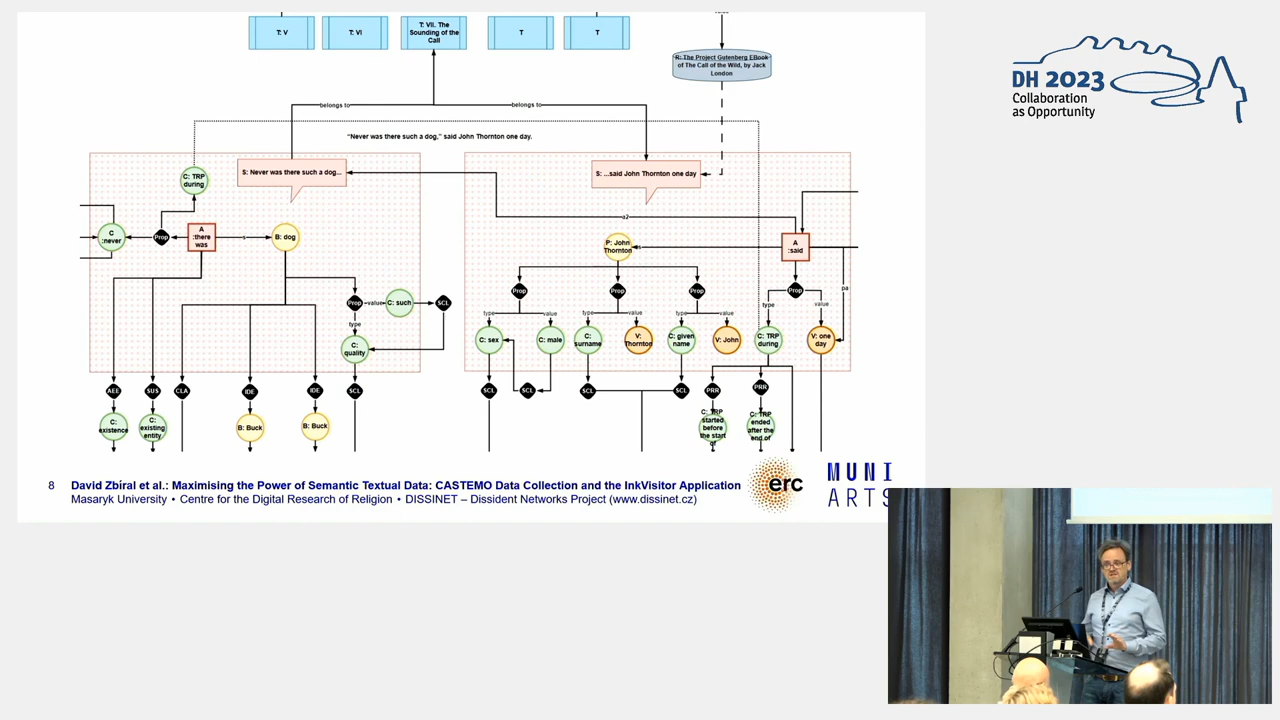 T: V
T: VI
T: VII. The
Sounding of the
Call
T
T
R: The Project Gutenberg EBook
of The Call of the Wild, by Jack
London
DH 2023
Collaboration
as Opportunity
belongs to
belongs to
"Never was there such a dog," said John Thornton one day.
C: TRP
during
S: Never was there such a dog...
S: ...said John Thornton one day
a2
C
:never
Prop
A
:there
was
s
B: dog
P: John
Thornton
s
A
:said
Prop
value
C: such
SCL
type
C:
quality
Prop
Prop
Prop
Prop
pa
type
value
type
value
type
value
type
value
C: sex
C: male
C:
surname
V:
Thornton
C: given
name
V: John
C: TRP
during
V: one
day
AEE
SUS
CLA
IDE
IDE
SCL
SCL
SCL
SCL
SCL
PRR
PRR
C:
existence
C:
existing
entity
B: Buck
B: Buck
C: TRP
started
before
the start
of
C: TRP
ended
after the
end of
8 David Zbíral et al.: Maximising the Power of Semantic Textual Data: CASTEMO Data Collection and the InkVisitor Application
Masaryk University • Centre for the Digital Research of Religion • DISSINET – Dissident Networks Project (www.dissinet.cz)
erc
MUNI
ARTS